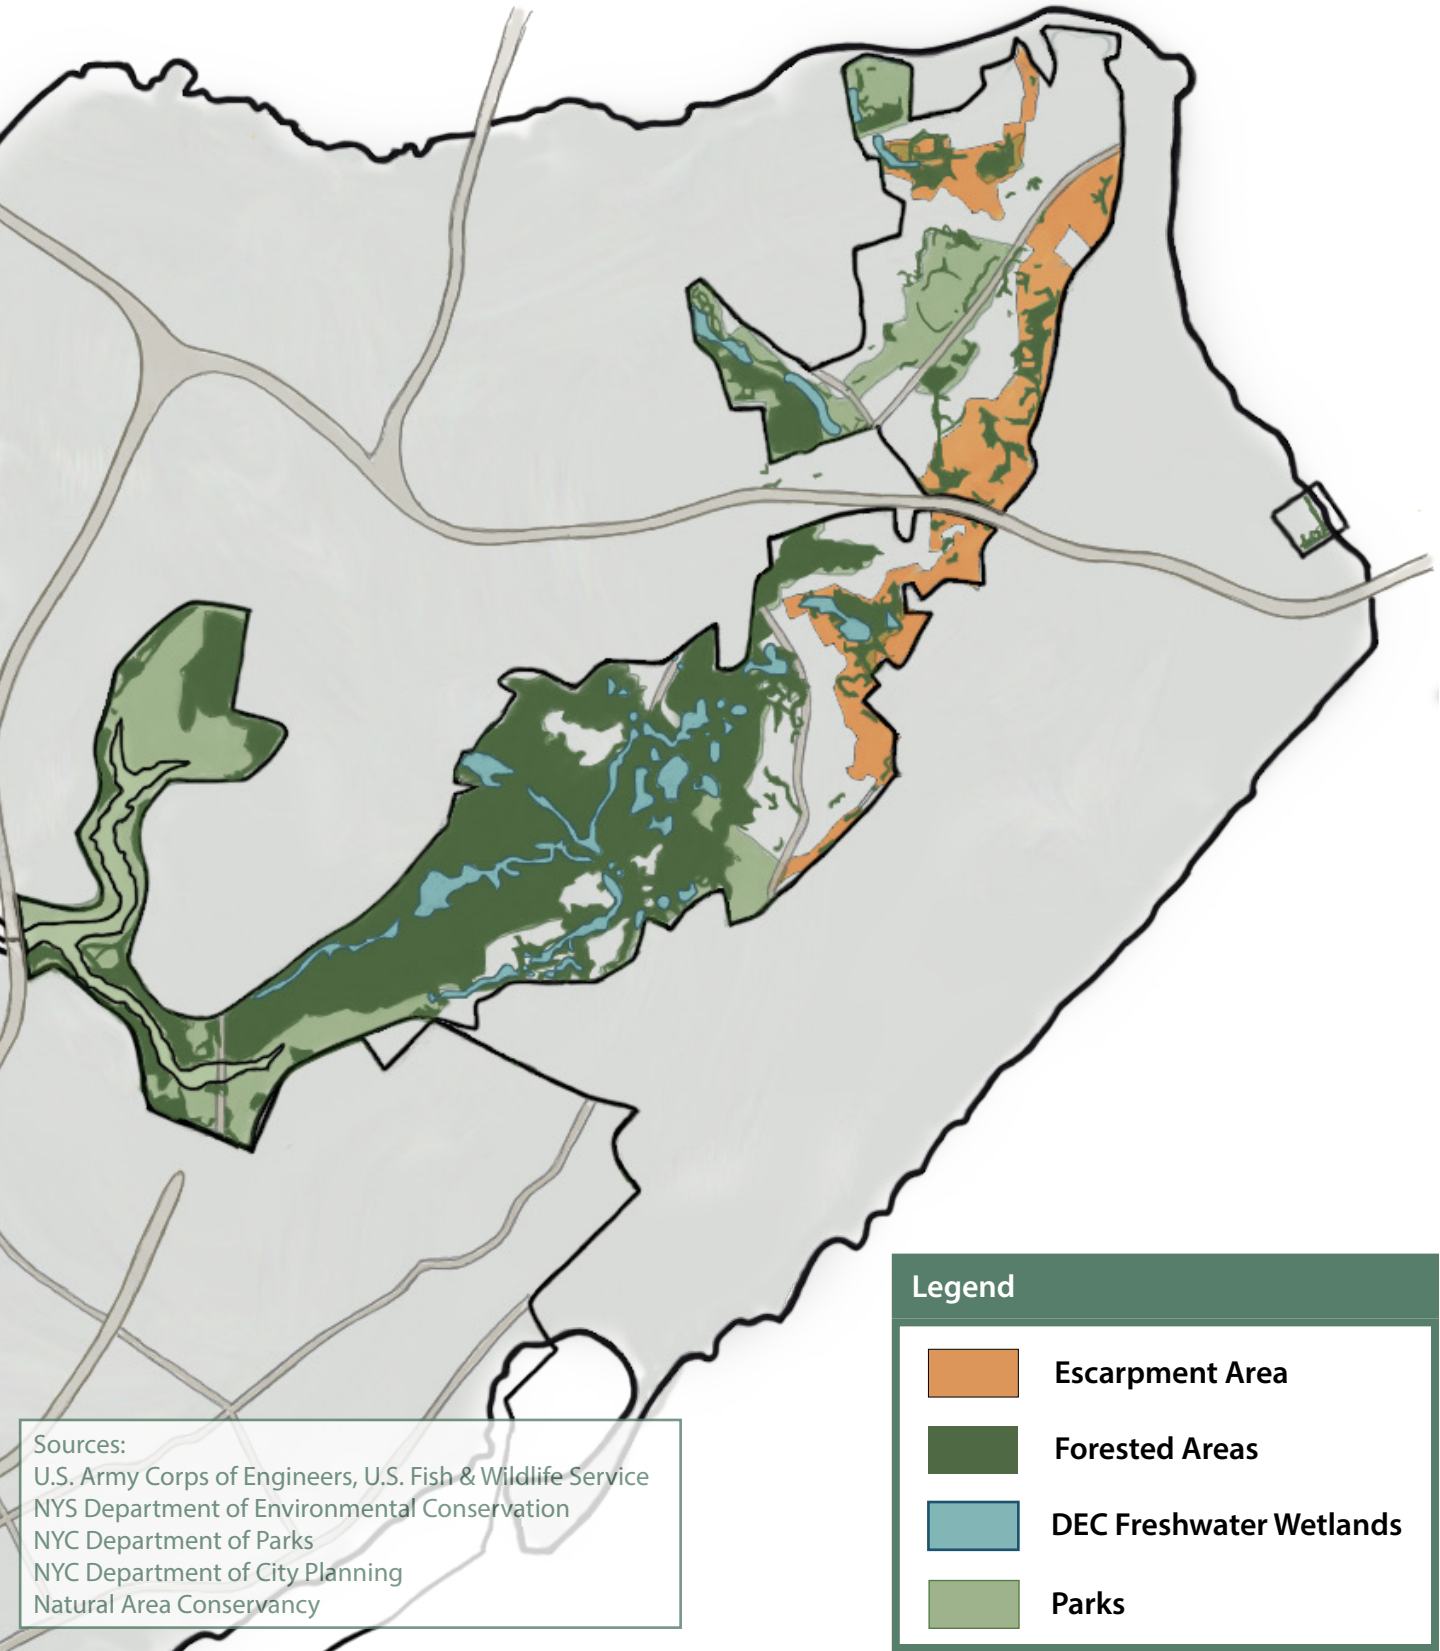 Legend
Escarpment Area
Forested Areas
DEC Freshwater Wetlands
Parks
Sources:
U.S. Army Corps of Engineers, U.S. Fish & Wildlife Service
NYS Department of Environmental Conservation
NYC Department of Parks
NYC Department of City Planning
Natural Area Conservancy